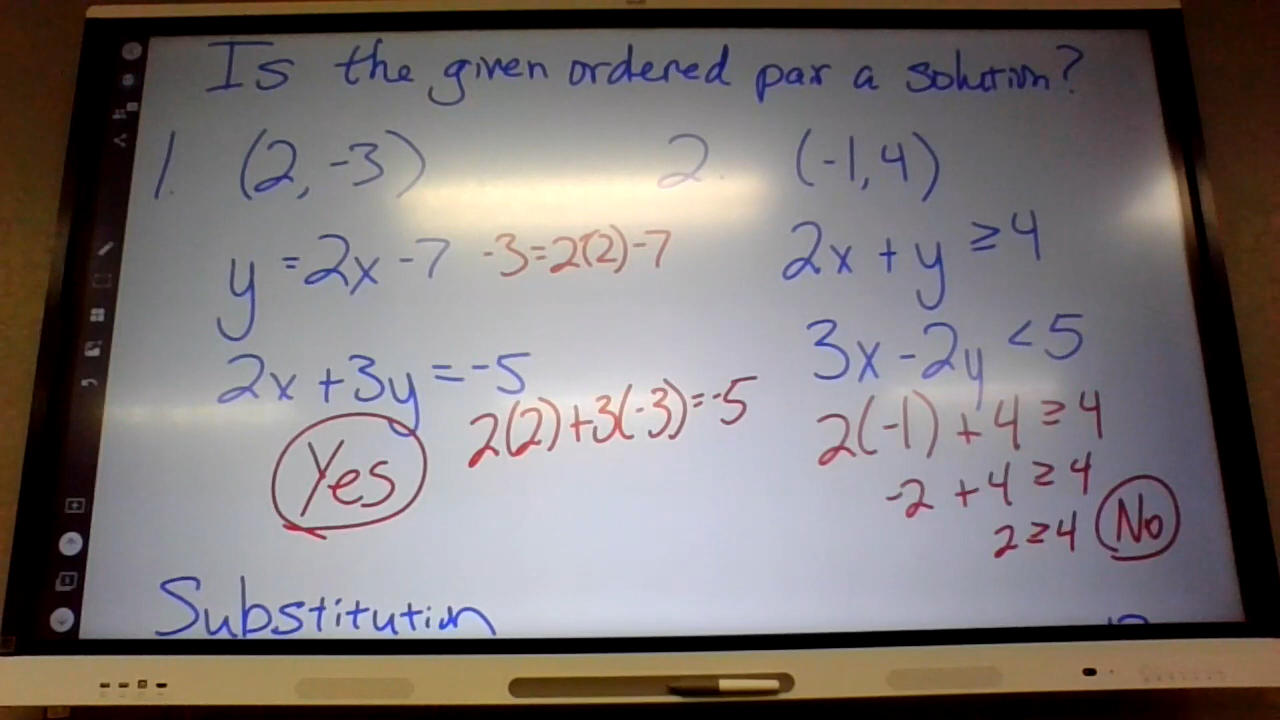 Is the given ordered par a solution?
1. (2,-3)
y = 2x - 7 -3=2(2)-7
2x + 3y = -5
2(2)+3(-3)=-5
Yes
2. (-1,4)
2x + y ≥ 4
3x - 2y < 5
2(-1) + 4 ≥ 4
-2 + 4 ≥ 4
2 ≥ 4 No
Substitution